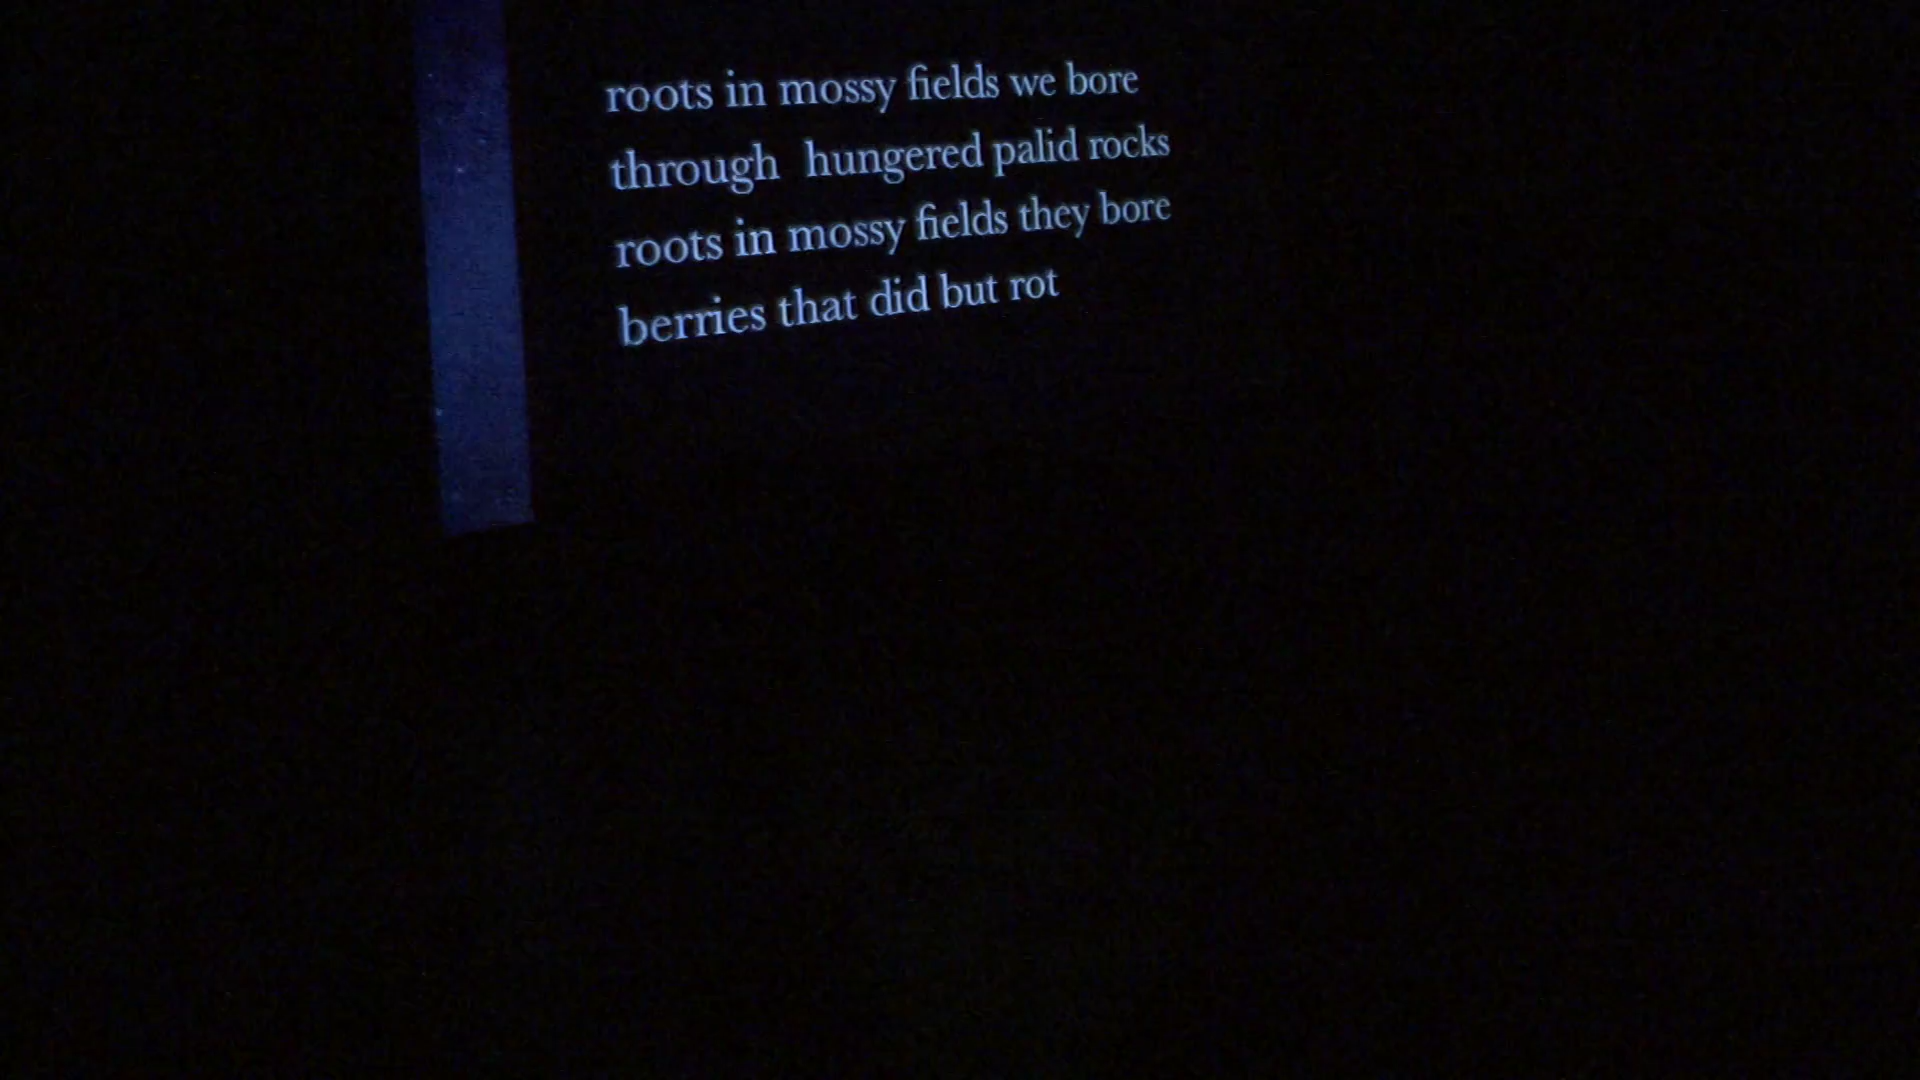 roots in mossy fields we bore
through hungered palid rocks
roots in mossy fields they bore
berries that did but rot